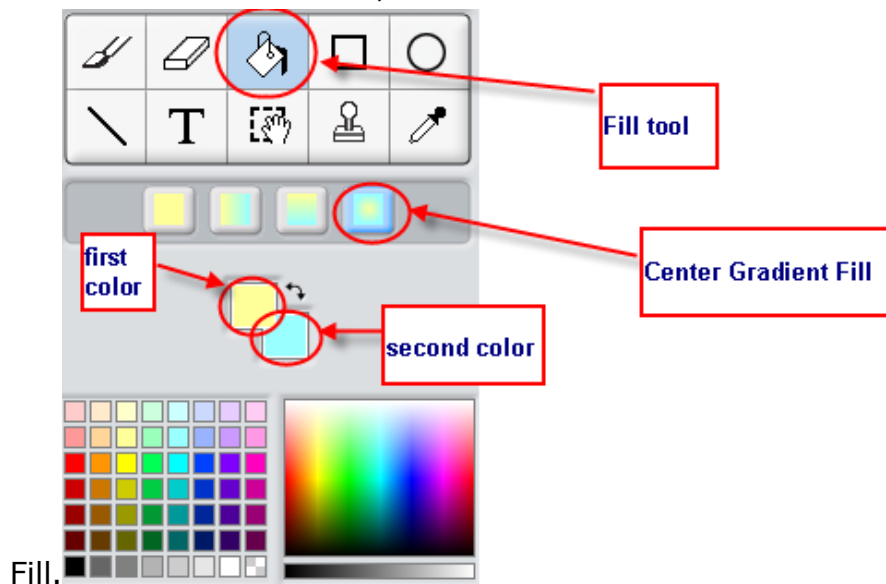 T
Fill tool
first
color
Center Gradient Fill
second color
Fill.